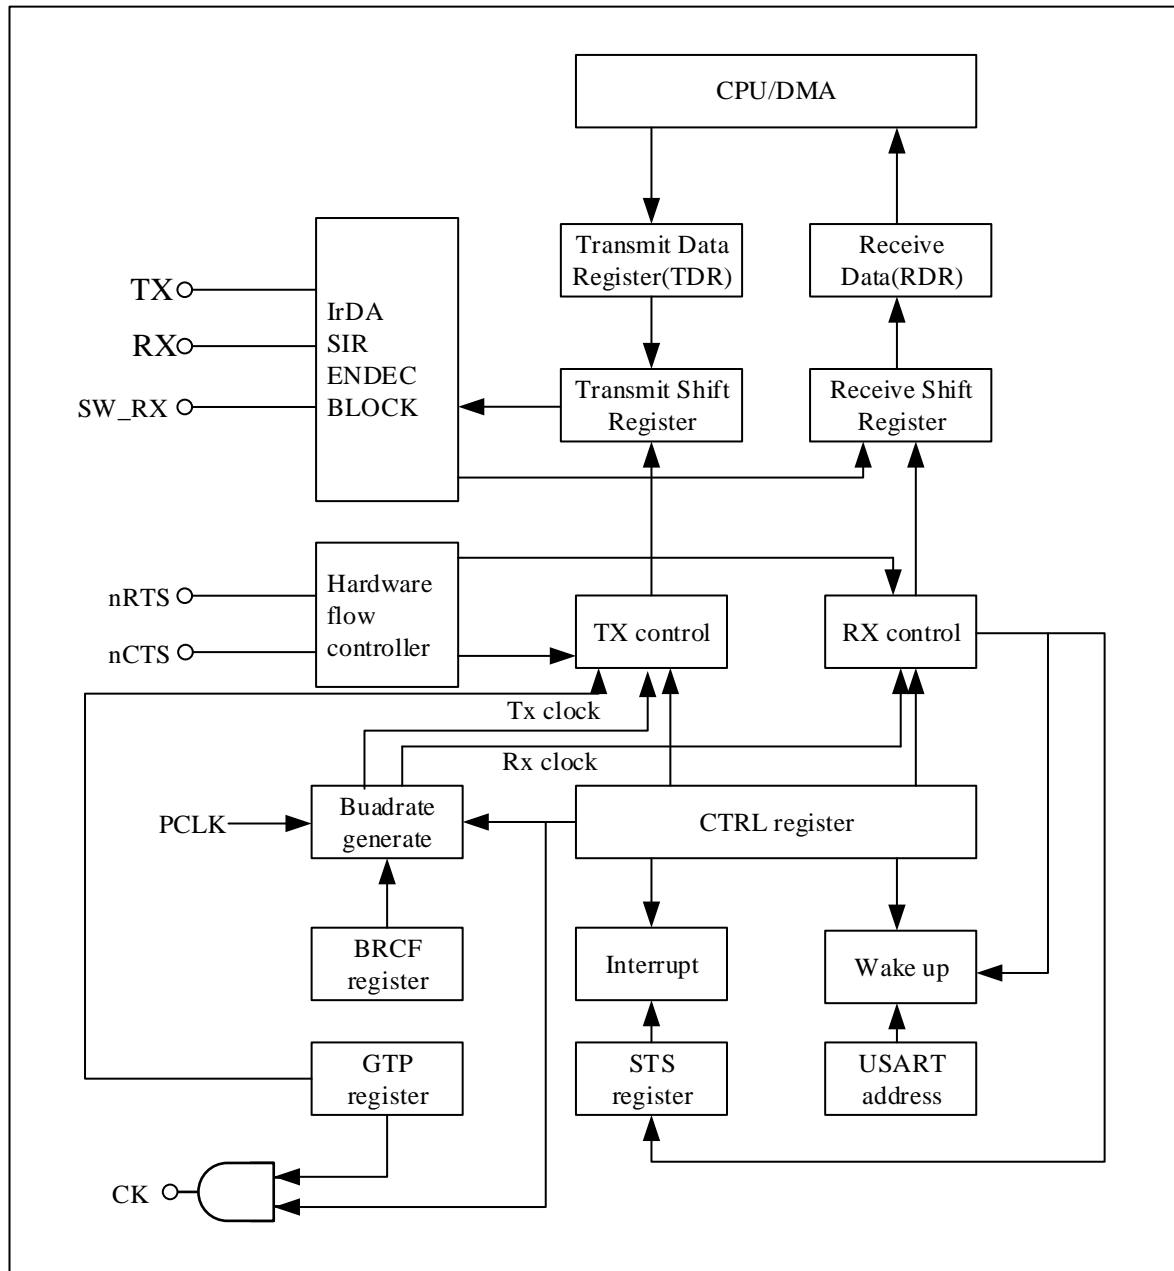 CPU/DMA
Transmit Data
Register(TDR)
Receive
Data(RDR)
TX
RX
SW_RX
IrDA
SIR
ENDEC
BLOCK
Transmit Shift
Register
Receive Shift
Register
nRTS
nCTS
Hardware
flow
controller
TX control
RX control
Tx clock
Rx clock
PCLK
Buadrate
generate
CTRL register
BRCF
register
Interrupt
Wake up
GTP
register
STS
register
USART
address
CK